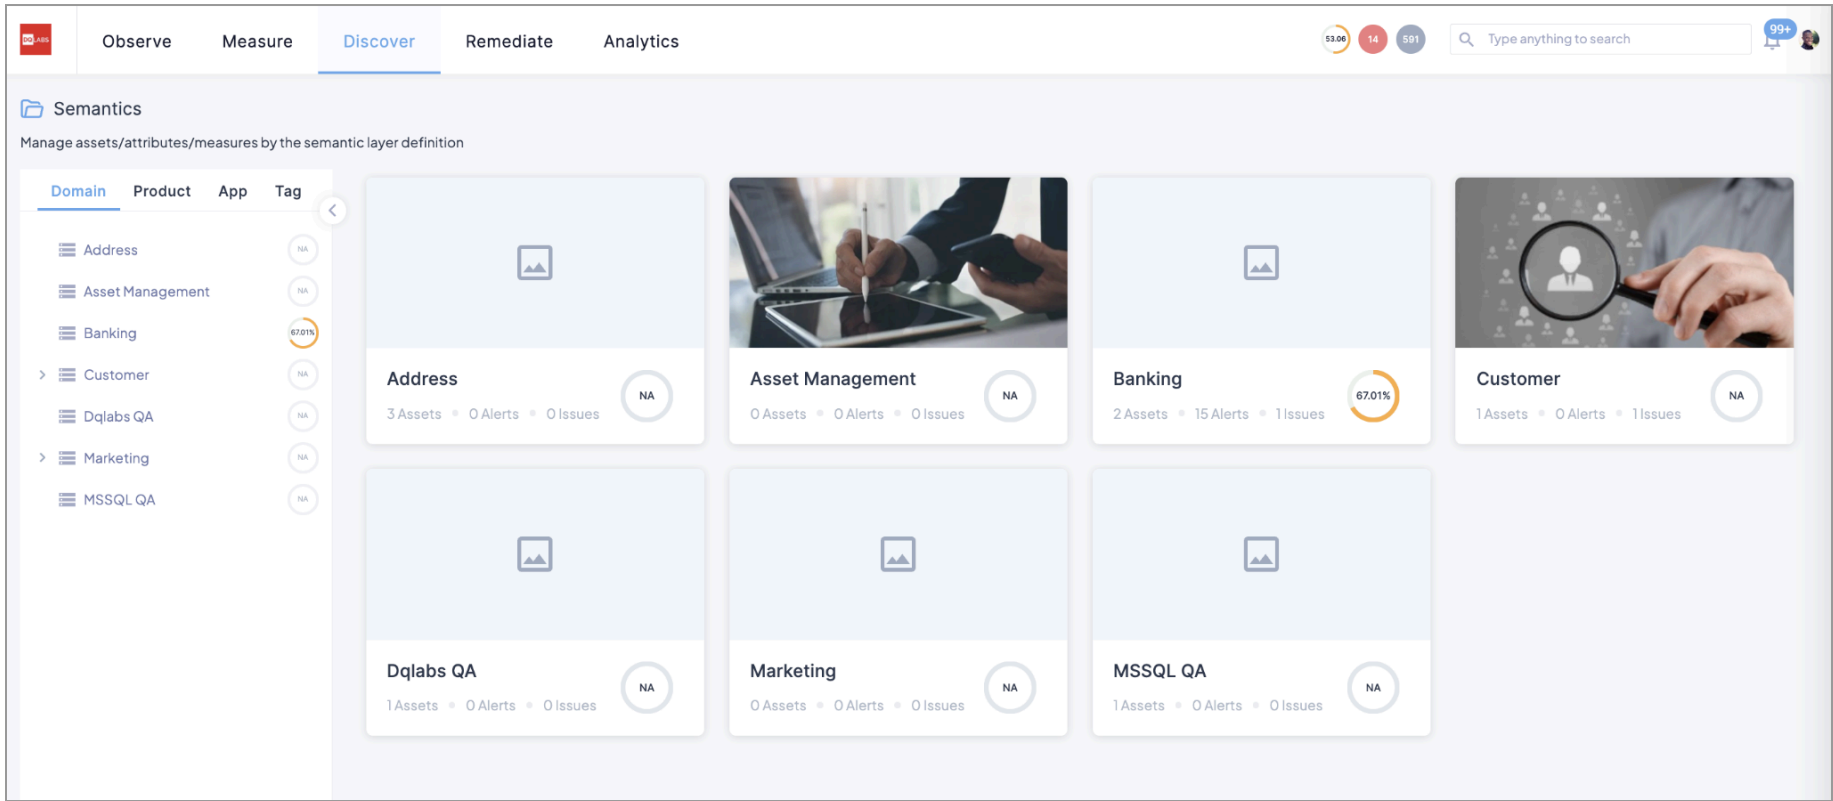 DQLABS
Observe
Measure
Discover
Remediate
Analytics
53.06
14
591
Type anything to search
99+
Semantics
Manage assets/attributes/measures by the semantic layer definition
Domain
Product
App
Tag
Address NA
Asset Management NA
Banking 67.01%
Customer NA
Dqlabs QA NA
Marketing NA
MSSQL QA NA
Address
3 Assets 0 Alerts 0 Issues
NA
Asset Management
0 Assets 0 Alerts 0 Issues
NA
Banking
2 Assets 15 Alerts 1 Issues
67.01%
Customer
1 Assets 0 Alerts 1 Issues
NA
Dqlabs QA
1 Assets 0 Alerts 0 Issues
NA
Marketing
0 Assets 0 Alerts 0 Issues
NA
MSSQL QA
1 Assets 0 Alerts 0 Issues
NA